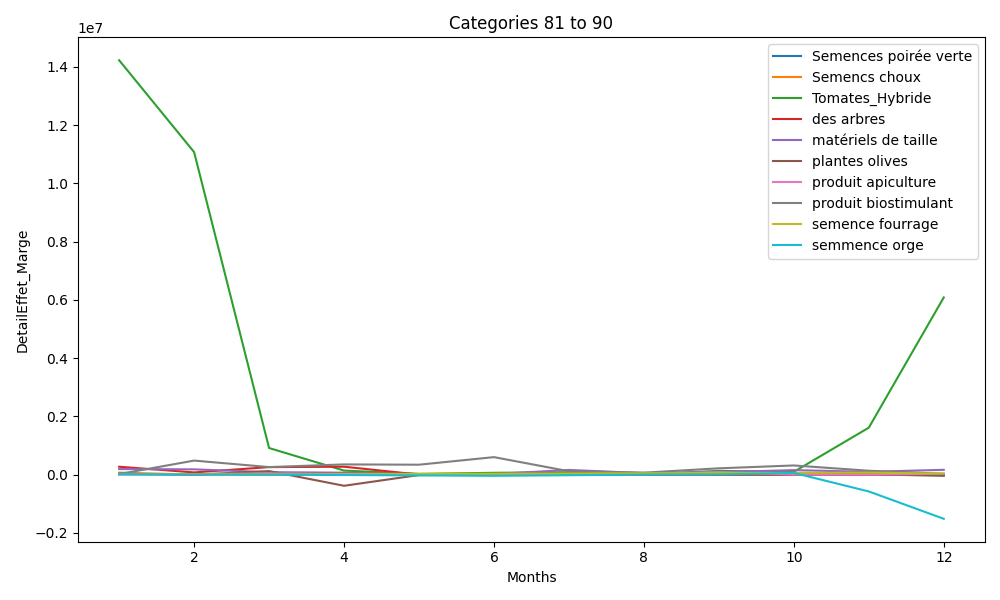 Categories 81 to 90
1e7
1.4
1.2
1.0
0.8
0.6
0.4
0.2
0.0
−0.2
DetailEffet_Marge
2
4
6
8
10
12
Months
Semences poirée verte
Semencs choux
Tomates_Hybride
des arbres
matériels de taille
plantes olives
produit apiculture
produit biostimulant
semence fourrage
semmence orge